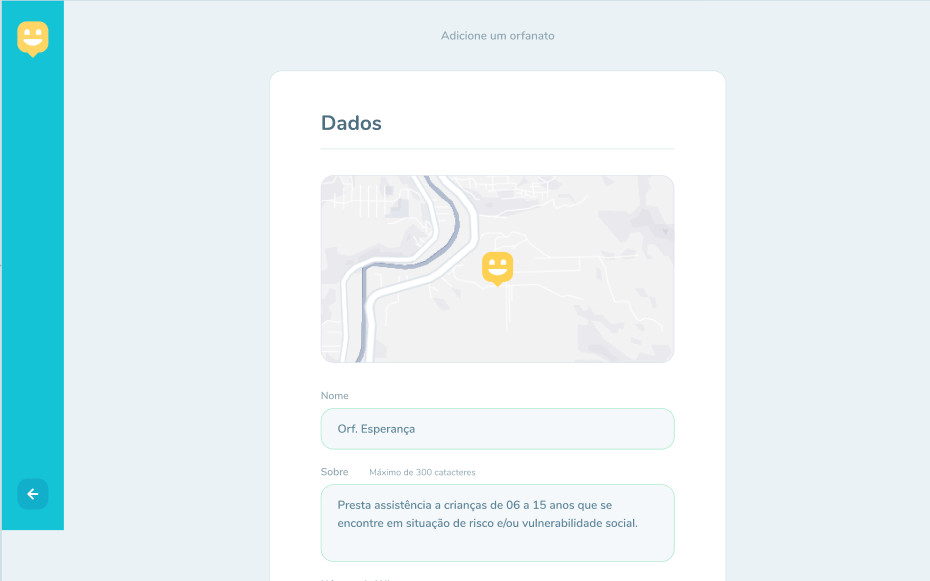 Adicione um orfanato
Dados
Nome
Orf. Esperança
Sobre Máximo de 300 catacteres
Presta assistência a crianças de 06 a 15 anos que se
encontre em situação de risco e/ou vulnerabilidade social.